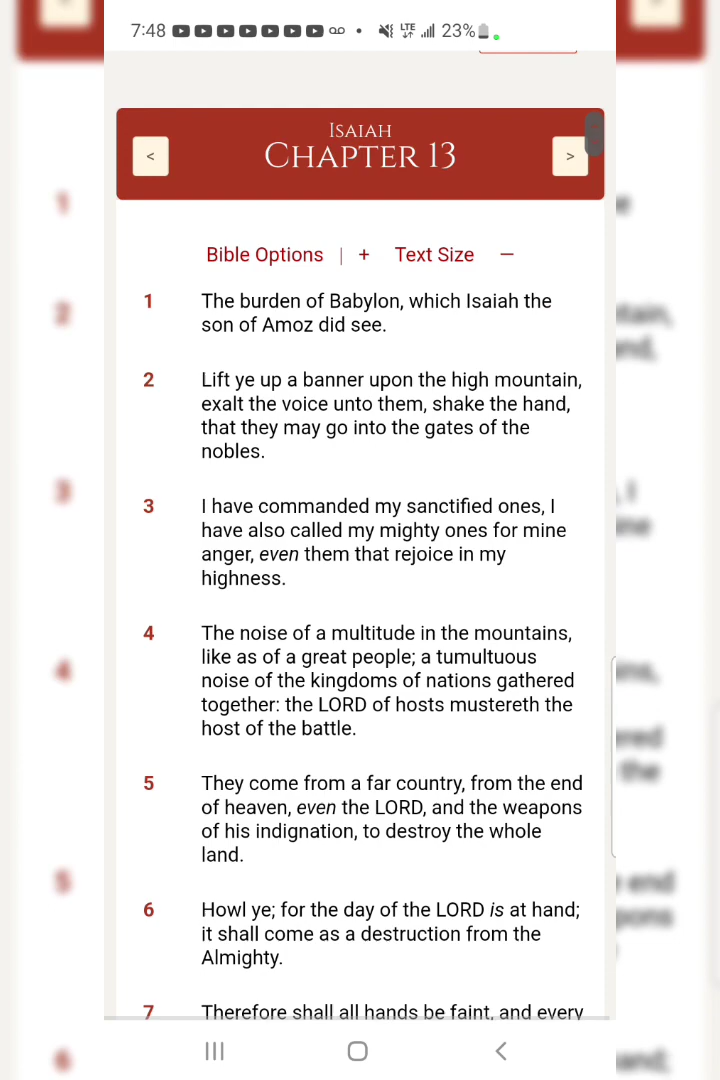 7:48 LTE 23%
ISAIAH
CHAPTER 13
< >
Bible Options | + Text Size −
1 The burden of Babylon, which Isaiah the
son of Amoz did see.
2 Lift ye up a banner upon the high mountain,
exalt the voice unto them, shake the hand,
that they may go into the gates of the
nobles.
3 I have commanded my sanctified ones, I
have also called my mighty ones for mine
anger, even them that rejoice in my
highness.
4 The noise of a multitude in the mountains,
like as of a great people; a tumultuous
noise of the kingdoms of nations gathered
together: the LORD of hosts mustereth the
host of the battle.
5 They come from a far country, from the end
of heaven, even the LORD, and the weapons
of his indignation, to destroy the whole
land.
6 Howl ye; for the day of the LORD is at hand;
it shall come as a destruction from the
Almighty.
7 Therefore shall all hands be faint, and every